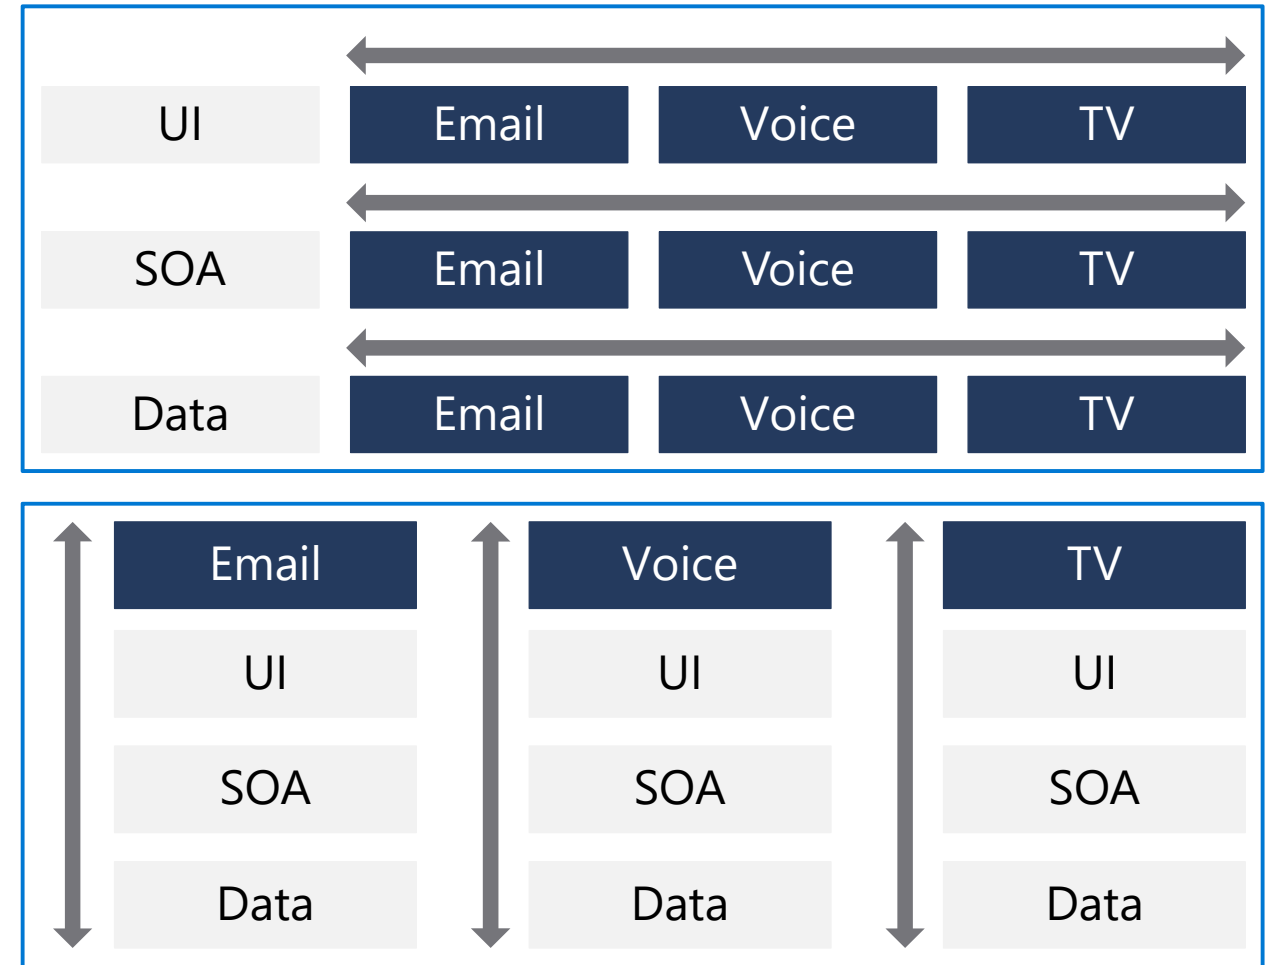 UI Email Voice TV
SOA Email Voice TV
Data Email Voice TV
Email Voice TV
UI UI UI
SOA SOA SOA
Data Data Data